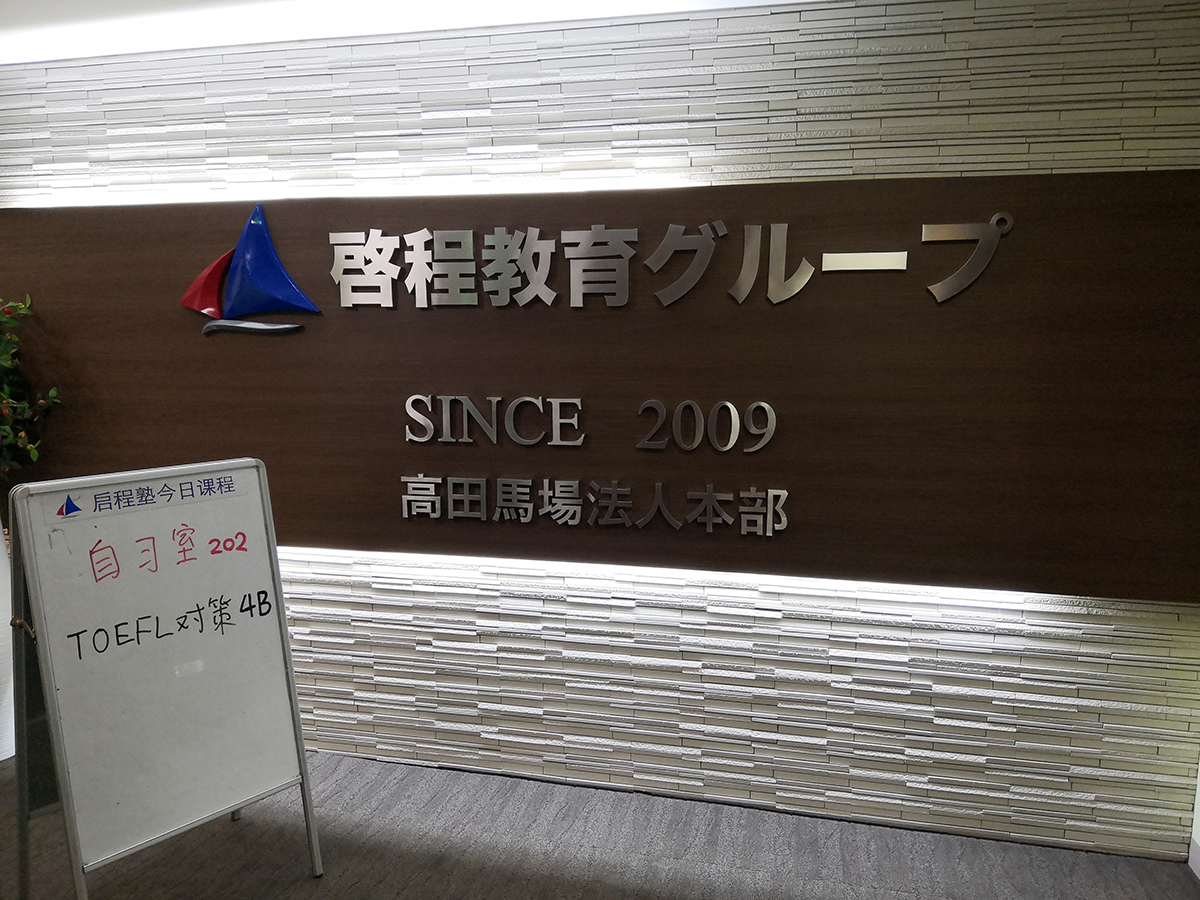 啓程教育グループ
SINCE 2009
高田馬場法人本部
启程塾今日课程
自习室 202
TOEFL对策 4B